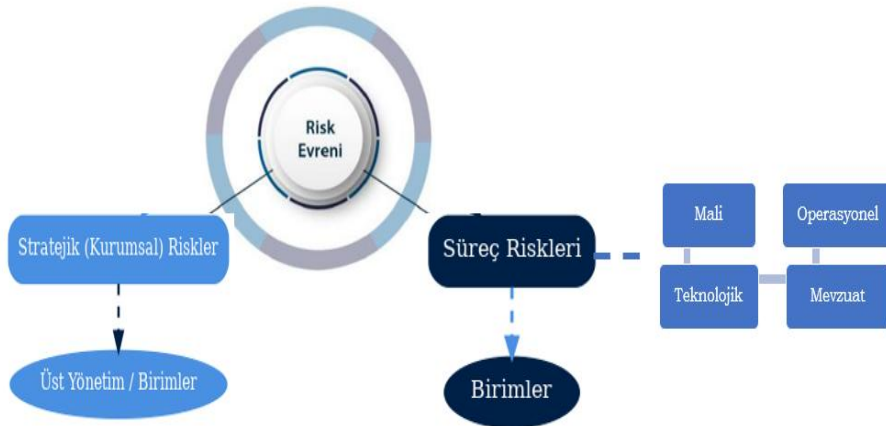 Risk
Evreni
Stratejik (Kurumsal) Riskler
Süreç Riskleri
Mali
Operasyonel
Teknolojik
Mevzuat
Üst Yönetim / Birimler
Birimler